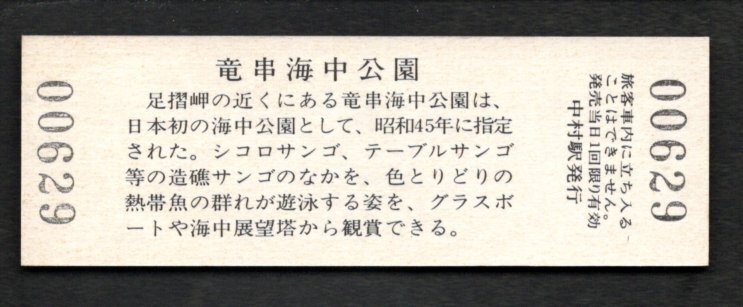 00629
竜串海中公園
足摺岬の近くにある竜串海中公園は、
日本初の海中公園として、昭和45年に指定
された。シコロサンゴ、テーブルサンゴ
等の造礁サンゴのなかを、色とりどりの
熱帯魚の群れが遊泳する姿を、グラスボ
ートや海中展望塔から観賞できる。
旅客車内に立ち入る
ことはできません。
発売当日1回限り有効
中村駅発行
00629